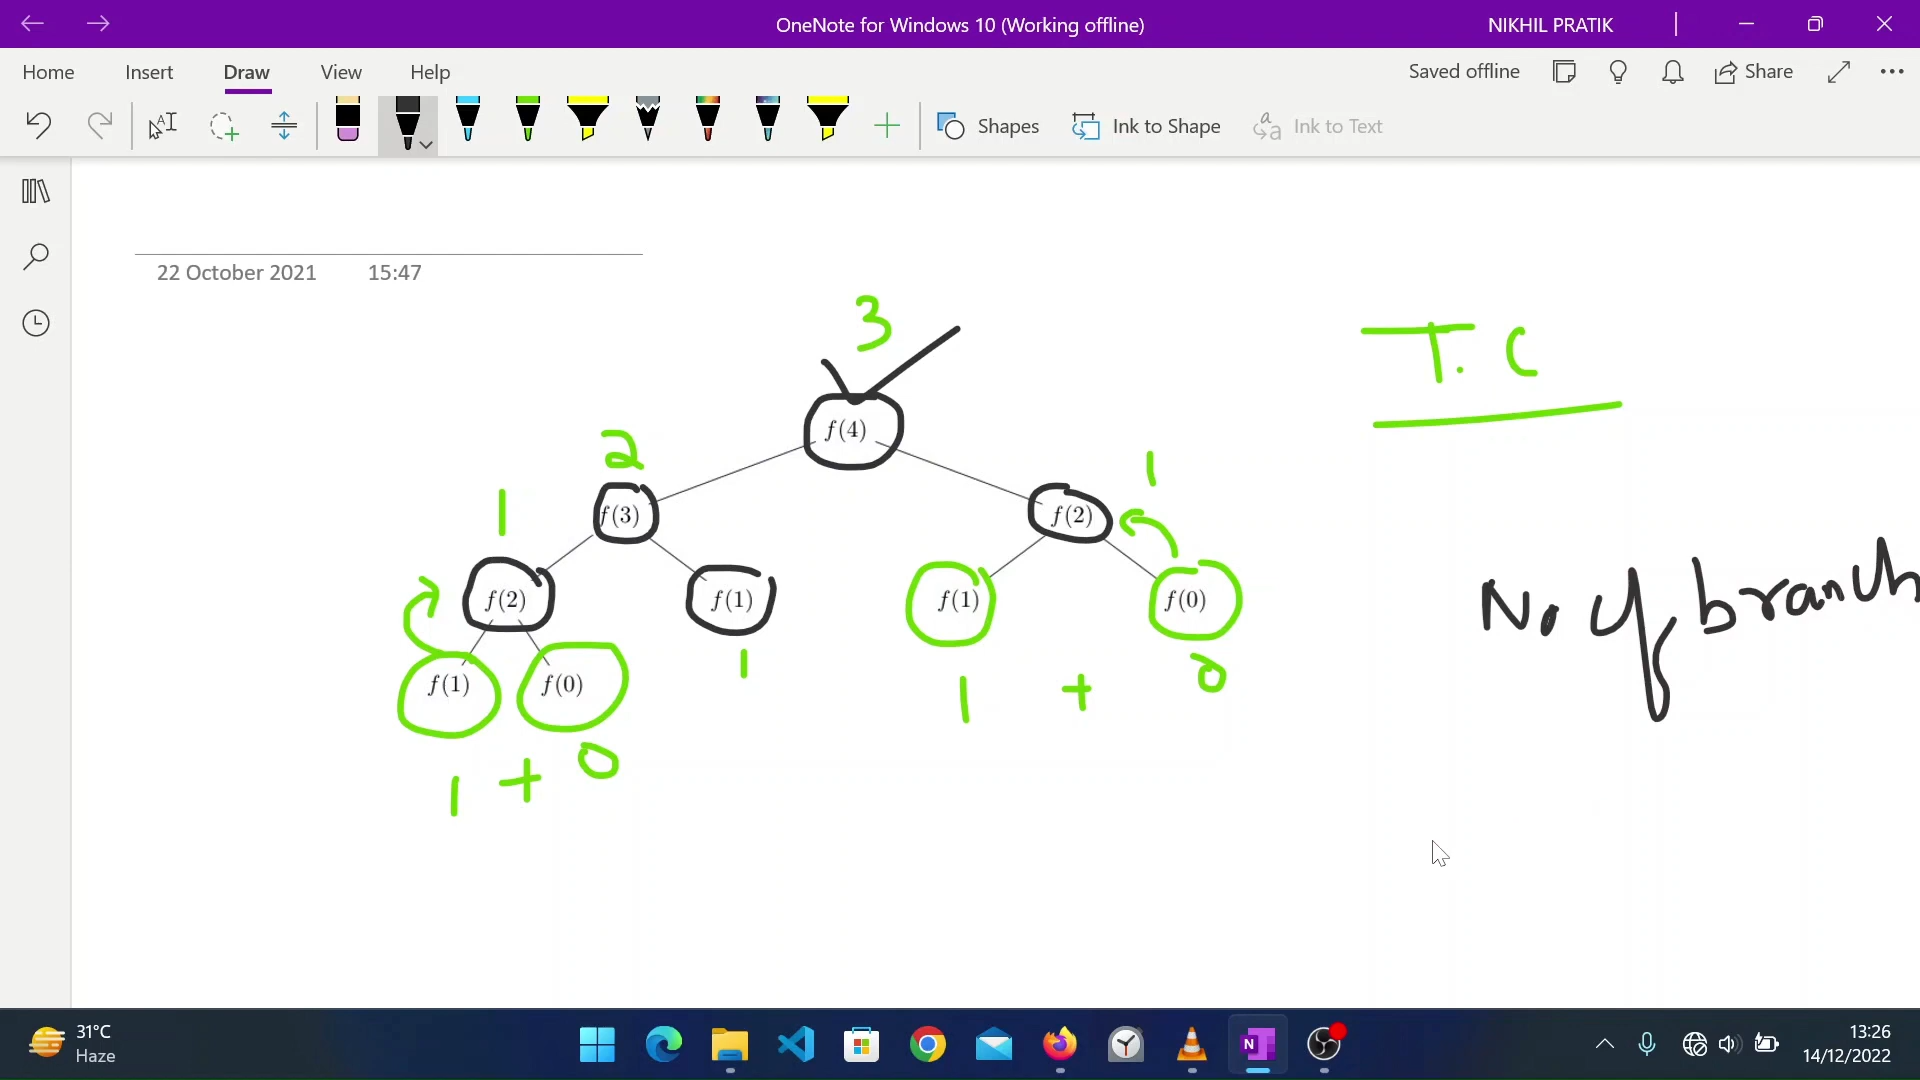 OneNote for Windows 10 (Working offline)
NIKHIL PRATIK
Home Insert Draw View Help
Saved offline
Share
Shapes
Ink to Shape
Ink to Text
22 October 2021 15:47
3
T.C
f(4)
2
1
1
f(3)
f(2)
f(2)
f(1)
f(1)
f(0)
No of branch
f(1)
f(0)
1
1 + 0
1 + 0
31°C
Haze
13:26
14/12/2022